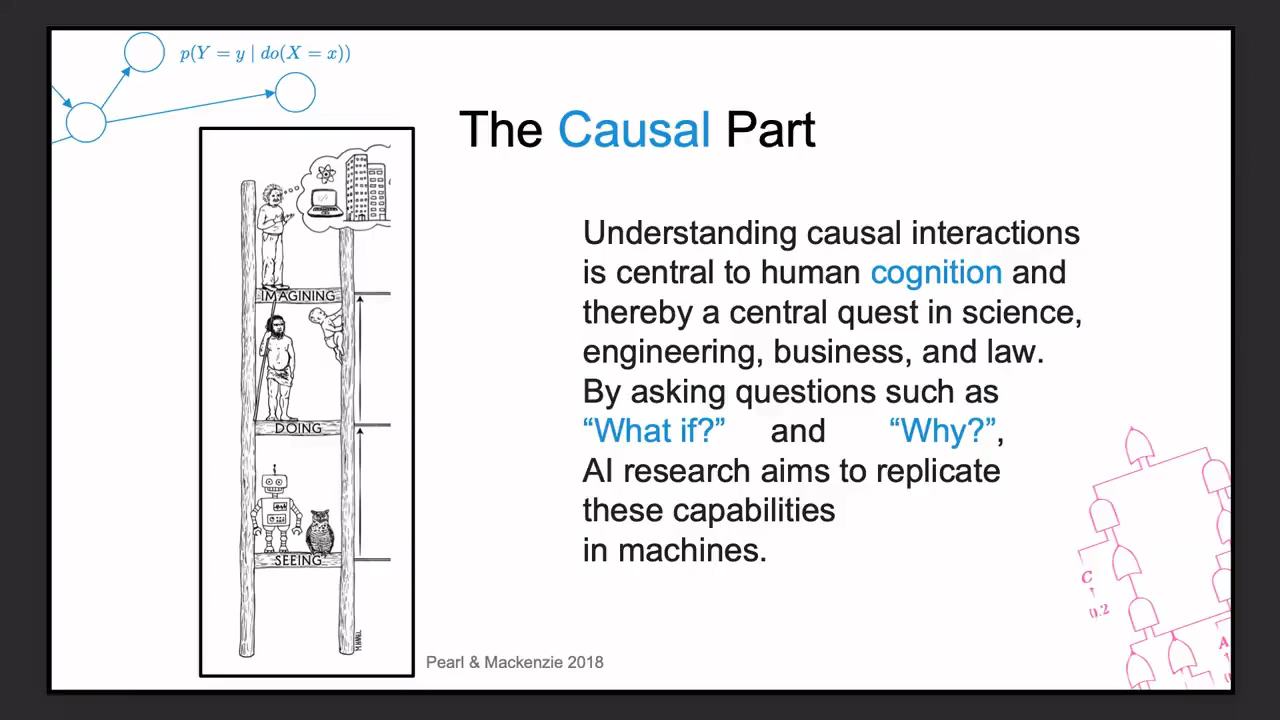 p(Y = y | do(X = x))
The Causal Part
IMAGINING
DOING
SEEING
Understanding causal interactions
is central to human cognition and
thereby a central quest in science,
engineering, business, and law.
By asking questions such as
“What if?” and “Why?”,
AI research aims to replicate
these capabilities
in machines.
Pearl & Mackenzie 2018
C
0.2
A